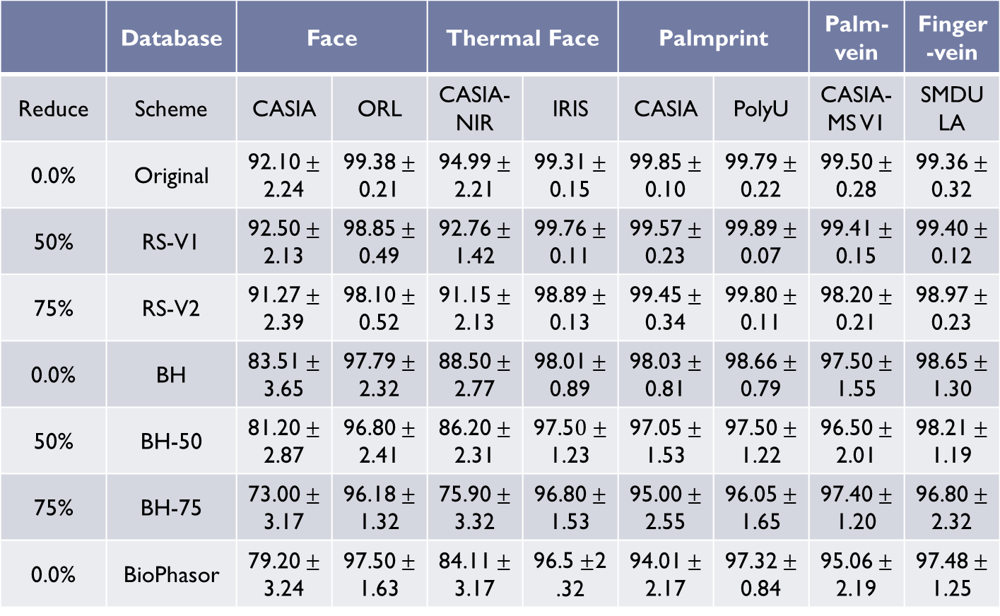 Database Face Thermal Face Palmprint Palm-
vein Finger
-vein
Reduce Scheme CASIA ORL CASIA-
NIR IRIS CASIA PolyU CASIA-
MS V1 SMDU
LA
0.0% Original 92.10 ± 99.38 ± 94.99 ± 99.31 ± 99.85 ± 99.79 ± 99.50 ± 99.36 ±
2.24 0.21 2.21 0.15 0.10 0.22 0.28 0.32
50% RS-V1 92.50 ± 98.85 ± 92.76 ± 99.76 ± 99.57 ± 99.89 ± 99.41 ± 99.40 ±
2.13 0.49 1.42 0.11 0.23 0.07 0.15 0.12
75% RS-V2 91.27 ± 98.10 ± 91.15 ± 98.89 ± 99.45 ± 99.80 ± 98.20 ± 98.97 ±
2.39 0.52 2.13 0.13 0.34 0.11 0.21 0.23
0.0% BH 83.51 ± 97.79 ± 88.50 ± 98.01 ± 98.03 ± 98.66 ± 97.50 ± 98.65 ±
3.65 2.32 2.77 0.89 0.81 0.79 1.55 1.30
50% BH-50 81.20 ± 96.80 ± 86.20 ± 97.50 ± 97.05 ± 97.50 ± 96.50 ± 98.21 ±
2.87 2.41 2.31 1.23 1.53 1.22 2.01 1.19
75% BH-75 73.00 ± 96.18 ± 75.90 ± 96.80 ± 95.00 ± 96.05 ± 97.40 ± 96.80 ±
3.17 1.32 3.32 1.53 2.55 1.65 1.20 2.32
0.0% BioPhasor 79.20 ± 97.50 ± 84.11 ± 96.5 ±2 94.01 ± 97.32 ± 95.06 ± 97.48 ±
3.24 1.63 3.17 .32 2.17 0.84 2.19 1.25